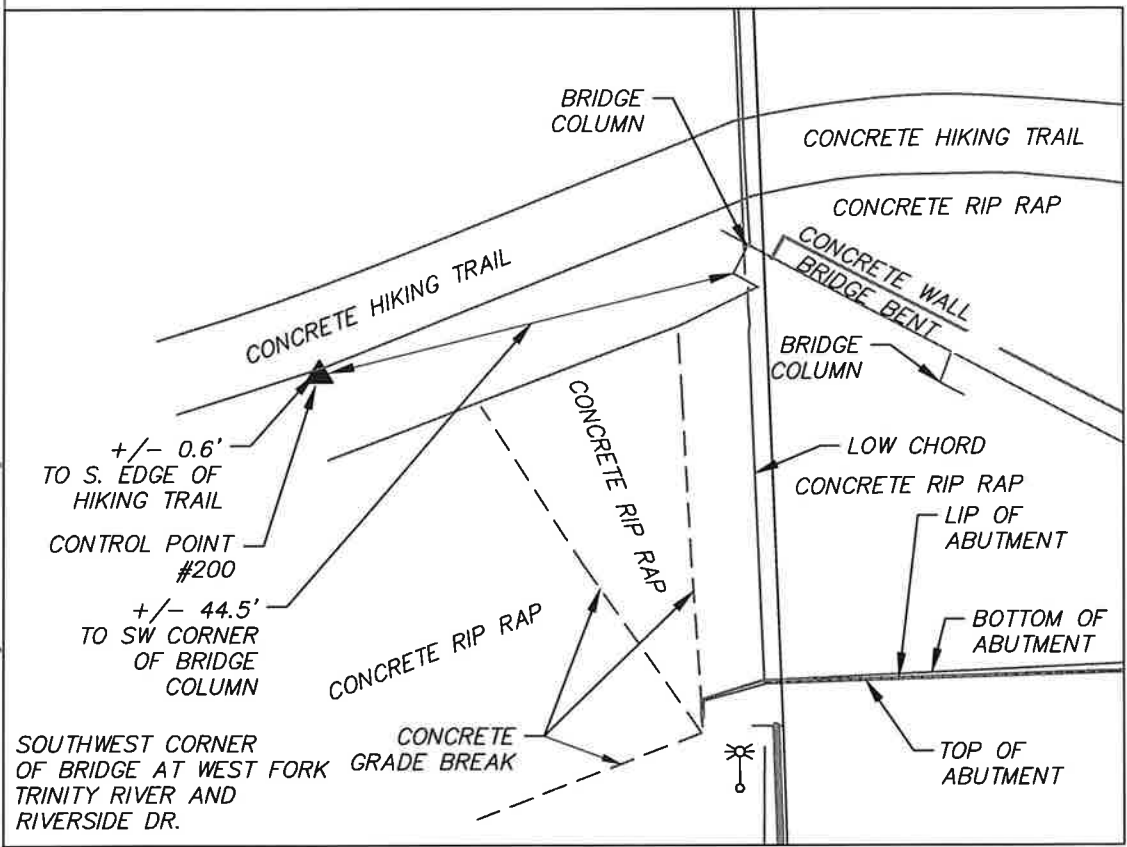 BRIDGE
COLUMN
CONCRETE HIKING TRAIL
CONCRETE RIP RAP
CONCRETE WALL
BRIDGE BENT
CONCRETE HIKING TRAIL
BRIDGE
COLUMN
CONCRETE RIP RAP
+/- 0.6'
TO S. EDGE OF
HIKING TRAIL
LOW CHORD
CONCRETE RIP RAP
LIP OF
ABUTMENT
CONTROL POINT
#200
+/- 44.5'
TO SW CORNER
OF BRIDGE
COLUMN
CONCRETE RIP RAP
BOTTOM OF
ABUTMENT
CONCRETE
GRADE BREAK
TOP OF
ABUTMENT
SOUTHWEST CORNER
OF BRIDGE AT WEST FORK
TRINITY RIVER AND
RIVERSIDE DR.